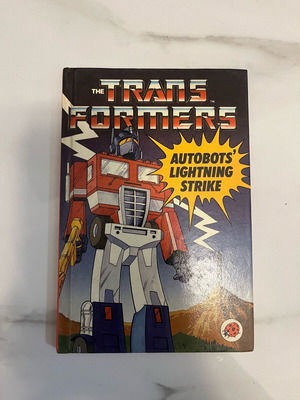 THE TRANS
FORMERS
AUTOBOTS'
LIGHTNING
STRIKE